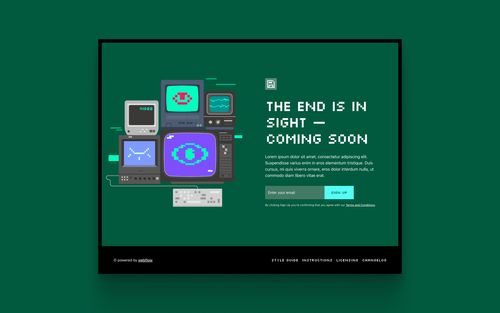 THE END IS IN
SIGHT —
COMING SOON
Lorem ipsum dolor sit amet, consectetur adipiscing elit.
Suspendisse varius enim in eros elementum tristique. Duis
cursus, mi quis viverra ornare, eros dolor interdum nulla, ut
commodo diam libero vitae erat.
Enter your email
SIGN UP
By clicking Sign Up you're confirming that you agree with our Terms and Conditions.
© powered by webflow
STYLE GUIDE INSTRUCTIONS LICENSING CHANGELOG